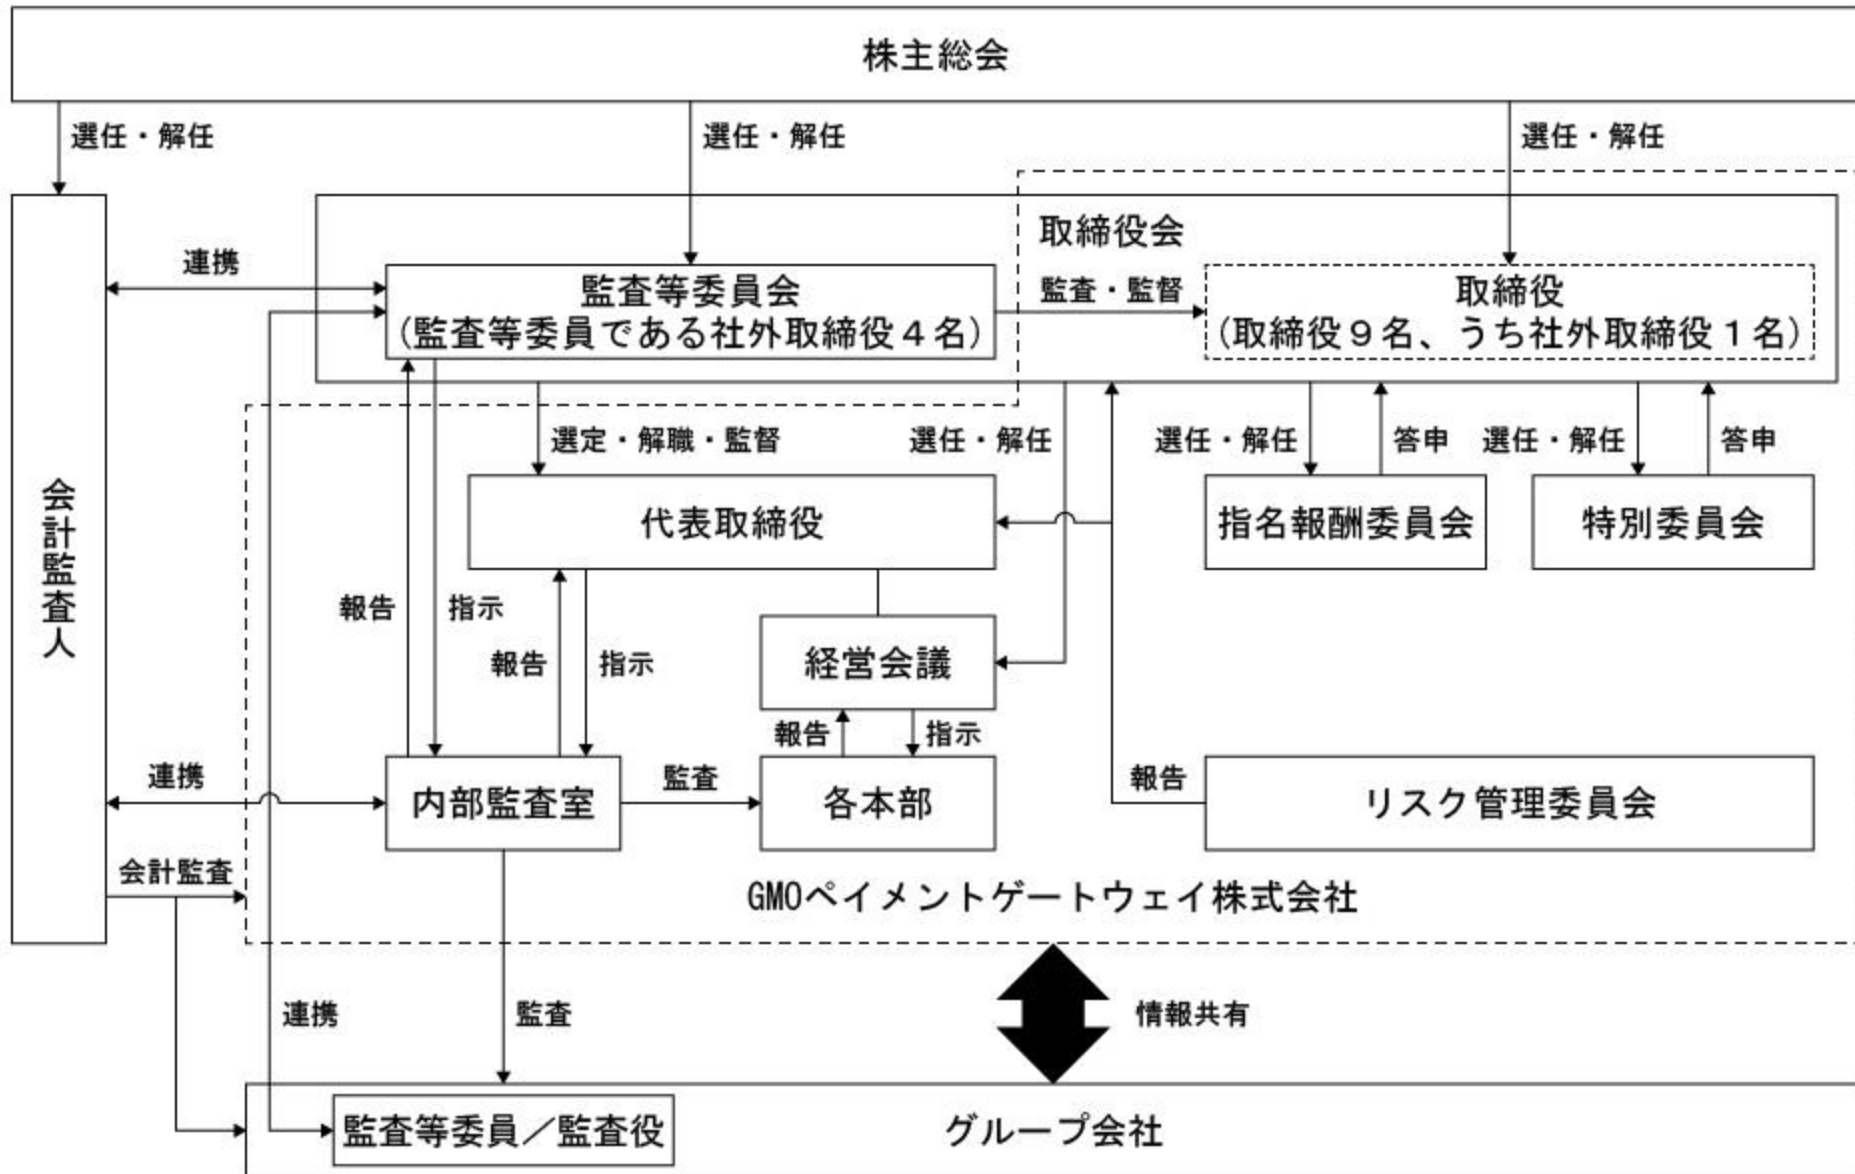 株主総会
選任・解任
選任・解任
選任・解任
取締役会
連携
監査等委員会
(監査等委員である社外取締役４名)
監査・監督
取締役
(取締役９名、うち社外取締役１名)
選定・解職・監督
選任・解任
選任・解任
答申
選任・解任
答申
会計監査人
代表取締役
指名報酬委員会
特別委員会
報告
指示
報告
指示
経営会議
報告
指示
連携
内部監査室
監査
各本部
報告
リスク管理委員会
会計監査
GMOペイメントゲートウェイ株式会社
連携
監査
情報共有
監査等委員／監査役
グループ会社